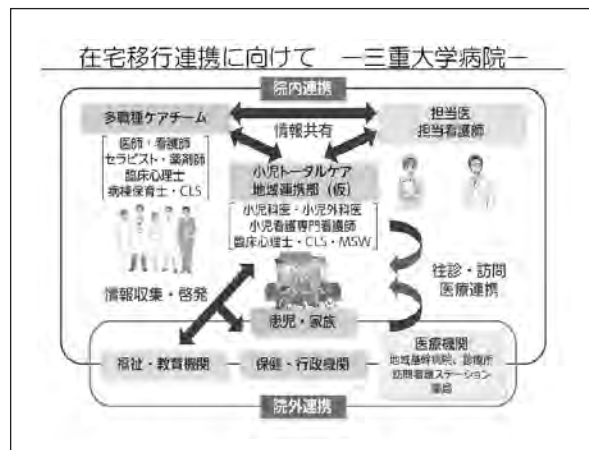 在宅移行連携に向けて　―三重大学病院―
院内連携
多職種ケアチーム
医師・看護師
セラピスト・薬剤師
臨床心理士
病棟保育士・CLS
情報共有
担当医
担当看護師
小児トータルケア
地域連携部（仮）
小児科医・小児外科医
小児看護専門看護師
臨床心理士・CLS・MSW
往診・訪問
医療連携
情報収集・啓発
患児・家族
福祉・教育機関
保健・行政機関
医療機関
地域基幹病院、診療所
訪問看護ステーション
薬局
院外連携